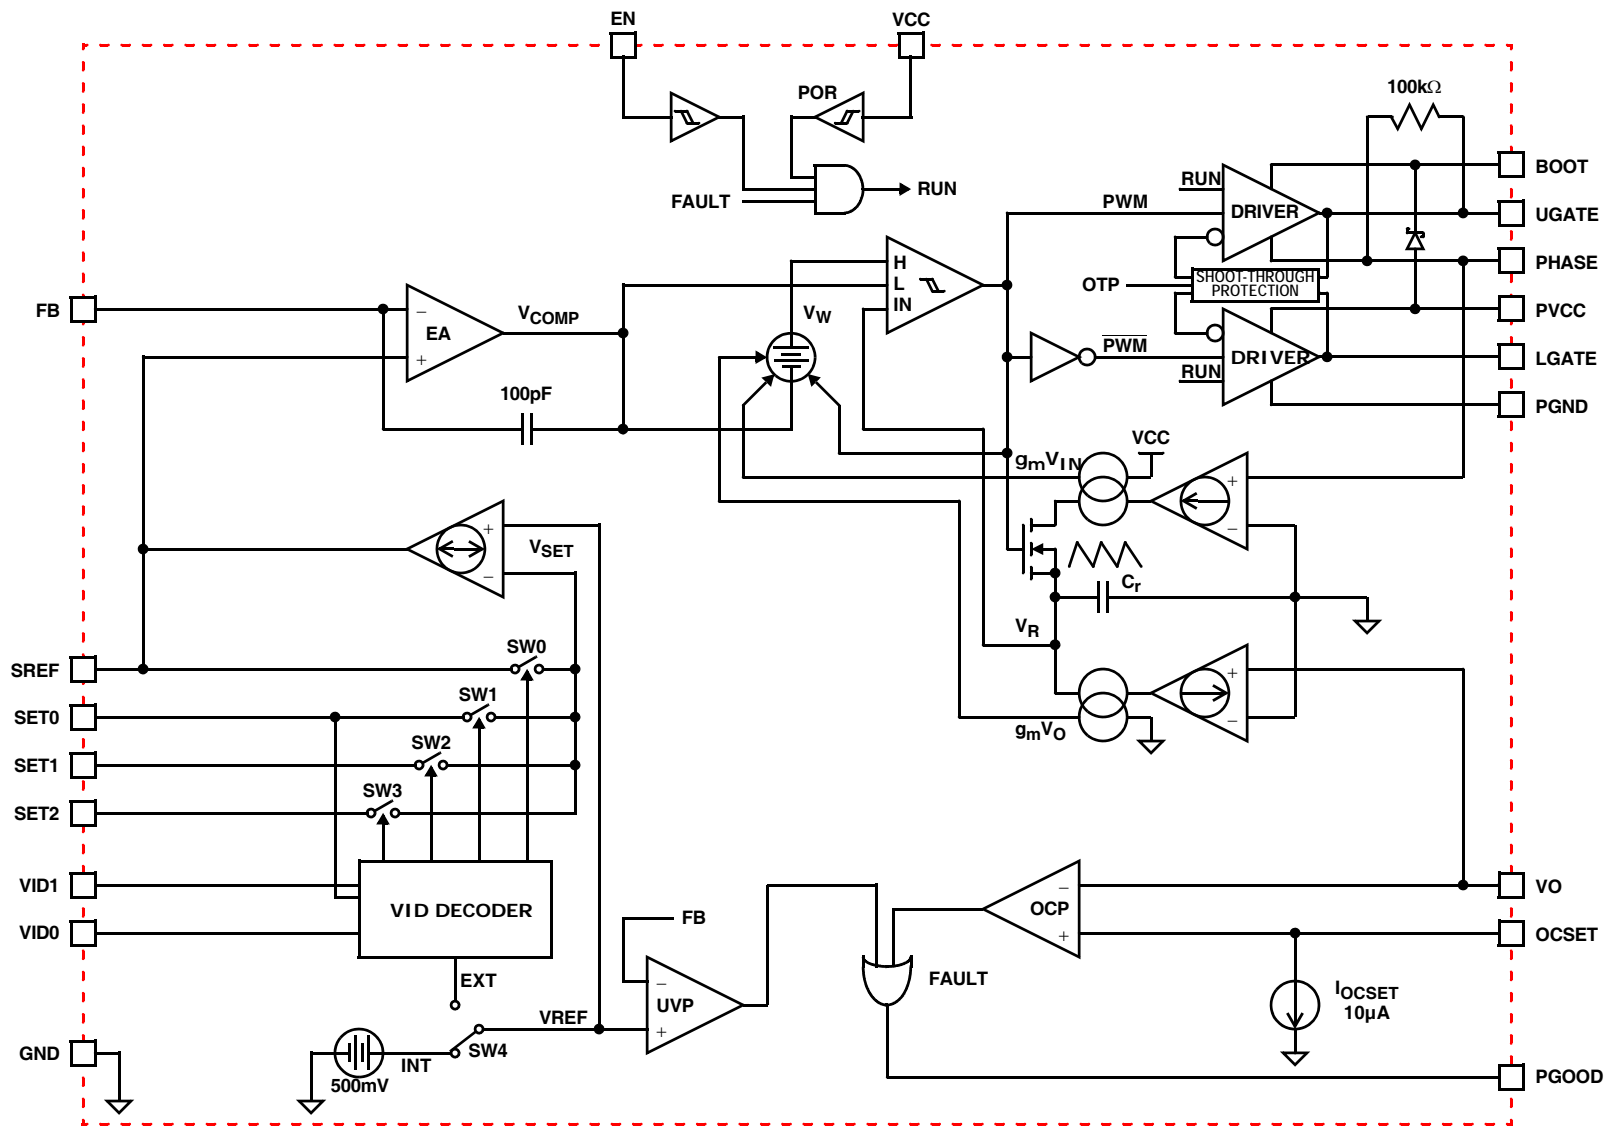 EN
VCC
POR
100kΩ
FAULT
RUN
BOOT
RUN
PWM
DRIVER
UGATE
PHASE
OTP
SHOOT-THROUGH
PROTECTION
H
L
IN
FB
−
EA
+
VCOMP
VW
PVCC
PWM
DRIVER
LGATE
RUN
100pF
PGND
VCC
gmVIN
+
−
+
VSET
−
Cr
VR
SREF
SW0
+
−
SET0
SW1
gmVO
SET1
SW2
SET2
SW3
VID1
VID DECODER
VID0
−
OCP
+
VO
OCSET
FB
EXT
−
UVP
+
FAULT
IOCSET
10µA
VREF
SW4
GND
INT
500mV
PGOOD